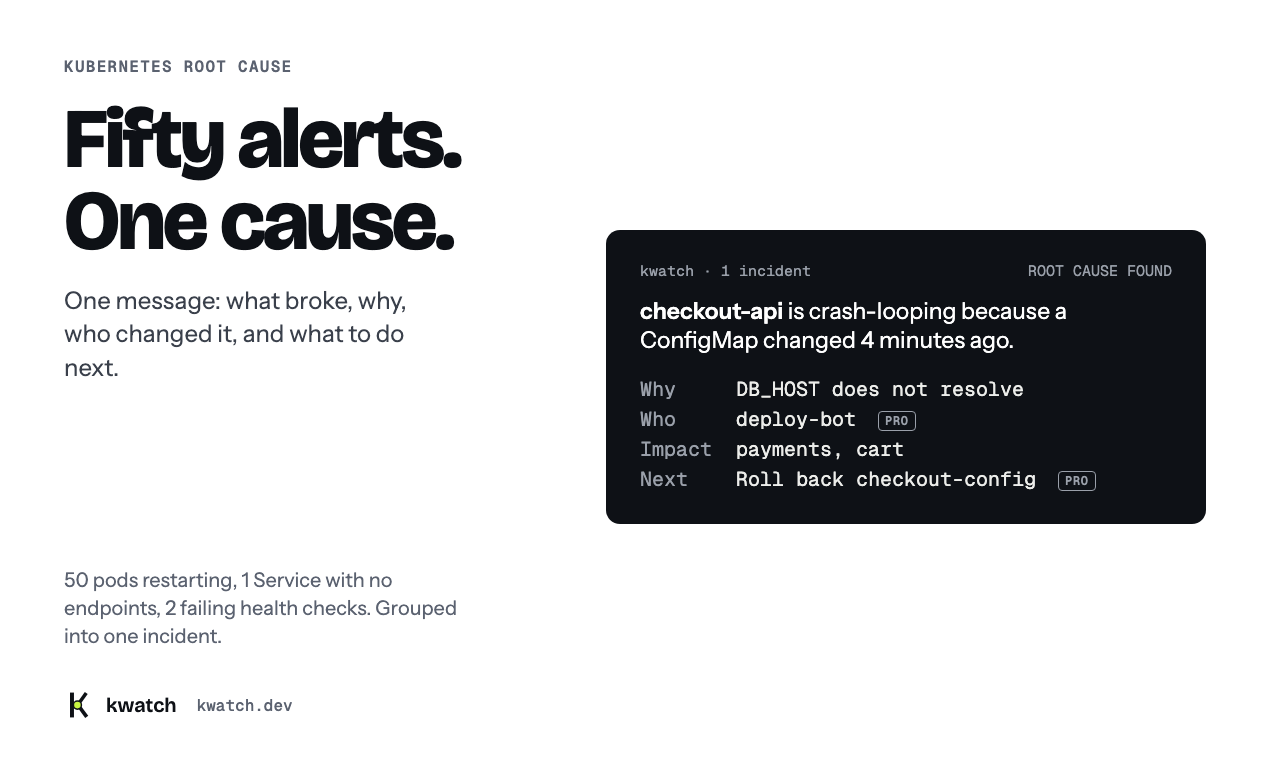 KUBERNETES ROOT CAUSE
Fifty alerts.
One cause.
One message: what broke, why,
who changed it, and what to do
next.
kwatch · 1 incident
ROOT CAUSE FOUND
checkout-api is crash-looping because a
ConfigMap changed 4 minutes ago.
Why DB_HOST does not resolve
Who deploy-bot PRO
Impact payments, cart
Next Roll back checkout-config PRO
50 pods restarting, 1 Service with no
endpoints, 2 failing health checks. Grouped
into one incident.
kwatch kwatch.dev